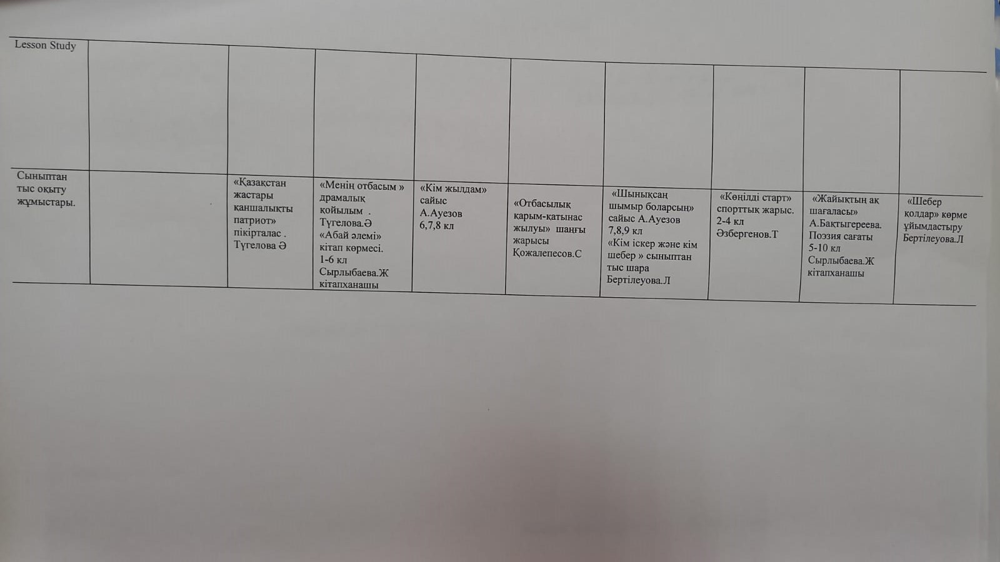 Lesson Study
Сыныптан
тыс оқыту
жұмыстары.
«Қазақстан
жастары
қаншалықты
патриот»
пікірталас .
Түгелова Ә
«Менің отбасым »
драмалық
қойылым .
Түгелова.Ә
«Абай әлемі»
кітап көрмесі.
1-6 кл
Сырлыбаева.Ж
кітапханашы
«Кім жылдам»
сайыс
А.Ауезов
6,7,8 кл
«Отбасылық
қарым-қатынас
жылуы» шаңғы
жарысы
Қожалепесов.С
«Шынықсаң
шымыр боларсың»
сайыс А.Ауезов
7,8,9 кл
«Кім іскер және кім
шебер » сыныптан
тыс шара
Бертілеуова.Л
«Көңілді старт»
спорттық жарыс.
2-4 кл
Әзбергенов.Т
«Жайықтың ақ
шағаласы»
А.Бақтыгереева.
Поэзия сағаты
5-10 кл
Сырлыбаева.Ж
кітапханашы
«Шебер
қолдар» көрме
ұйымдастыру
Бертілеуова.Л